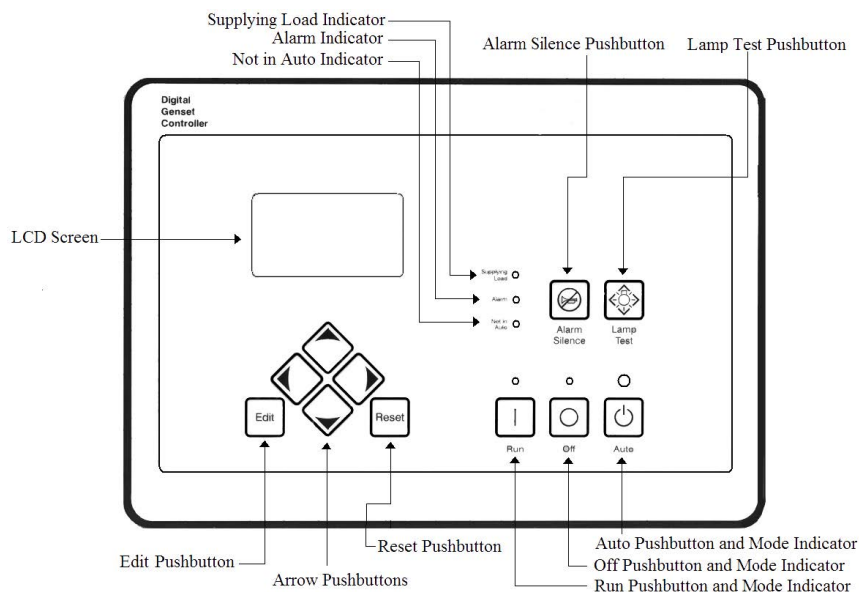 Supplying Load Indicator
Alarm Indicator
Not in Auto Indicator
Alarm Silence Pushbutton
Lamp Test Pushbutton
Digital
Genset
Controller
LCD Screen
Supplying
Load
Alarm
Not in
Auto
Alarm
Silence
Lamp
Test
Edit
Reset
Run
Off
Auto
Edit Pushbutton
Arrow Pushbuttons
Reset Pushbutton
Auto Pushbutton and Mode Indicator
Off Pushbutton and Mode Indicator
Run Pushbutton and Mode Indicator